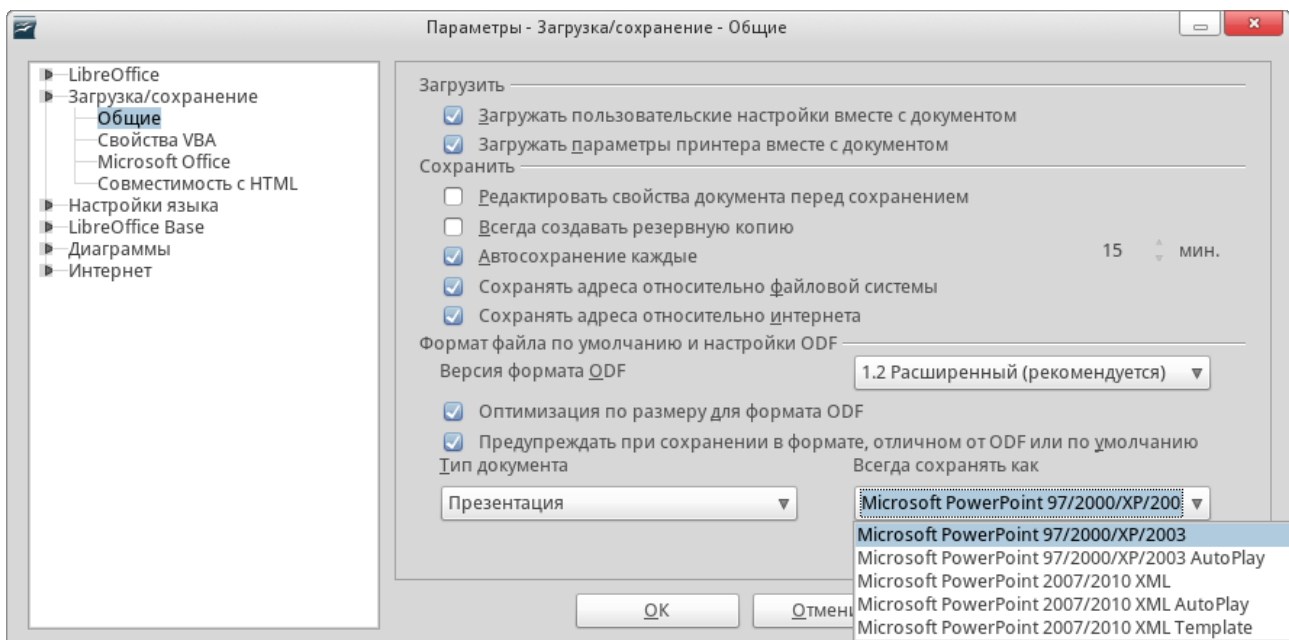 Параметры - Загрузка/сохранение - Общие
LibreOffice
Загрузка/сохранение
Общие
Свойства VBA
Microsoft Office
Совместимость с HTML
Настройки языка
LibreOffice Base
Диаграммы
Интернет
Загрузить
Загружать пользовательские настройки вместе с документом
Загружать параметры принтера вместе с документом
Сохранить
Редактировать свойства документа перед сохранением
Всегда создавать резервную копию
Автосохранение каждые 15 мин.
Сохранять адреса относительно файловой системы
Сохранять адреса относительно интернета
Формат файла по умолчанию и настройки ODF
Версия формата ODF 1.2 Расширенный (рекомендуется)
Оптимизация по размеру для формата ODF
Предупреждать при сохранении в формате, отличном от ODF или по умолчанию
Тип документа Всегда сохранять как
Презентация Microsoft PowerPoint 97/2000/XP/200
Microsoft PowerPoint 97/2000/XP/2003
Microsoft PowerPoint 97/2000/XP/2003 AutoPlay
Microsoft PowerPoint 2007/2010 XML
Microsoft PowerPoint 2007/2010 XML AutoPlay
Microsoft PowerPoint 2007/2010 XML Template
OK Отмени